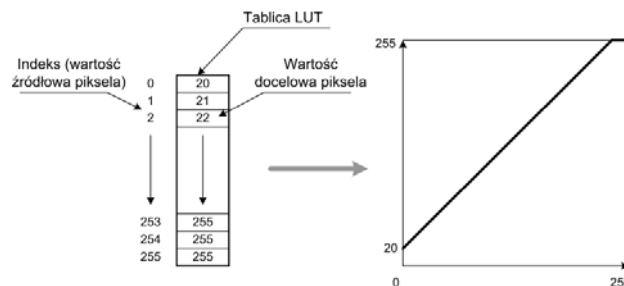 Tablica LUT
Indeks (wartość
źródłowa piksela)
Wartość
docelowa piksela
0 20
1 21
2 22
253 255
254 255
255 255
255
20
0
25